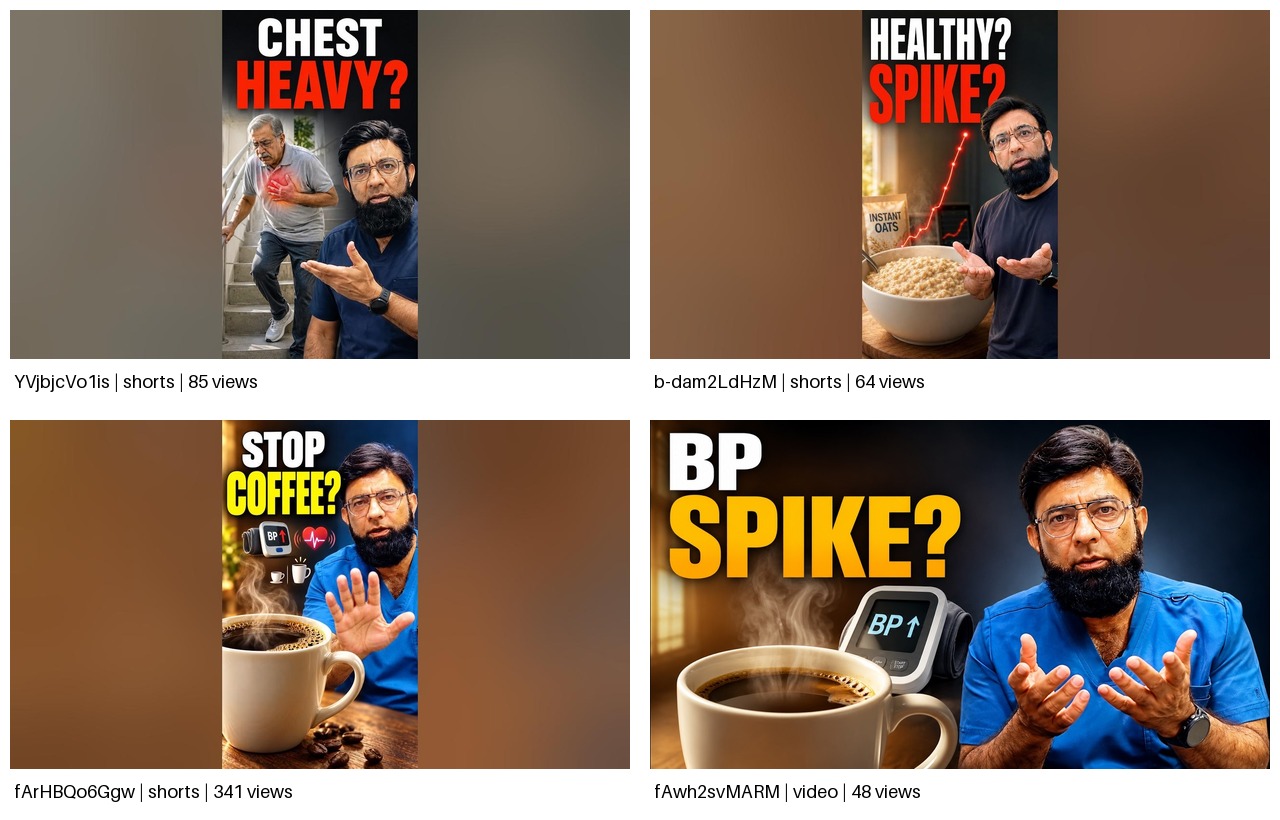 CHEST
HEAVY?
YVjbjcVo1is | shorts | 85 views
HEALTHY?
SPIKE?
INSTANT
OATS
b-dam2LdHzM | shorts | 64 views
STOP
COFFEE?
BP
fArHBQo6Ggw | shorts | 341 views
BP
SPIKE?
BP↑
fAwh2svMARM | video | 48 views